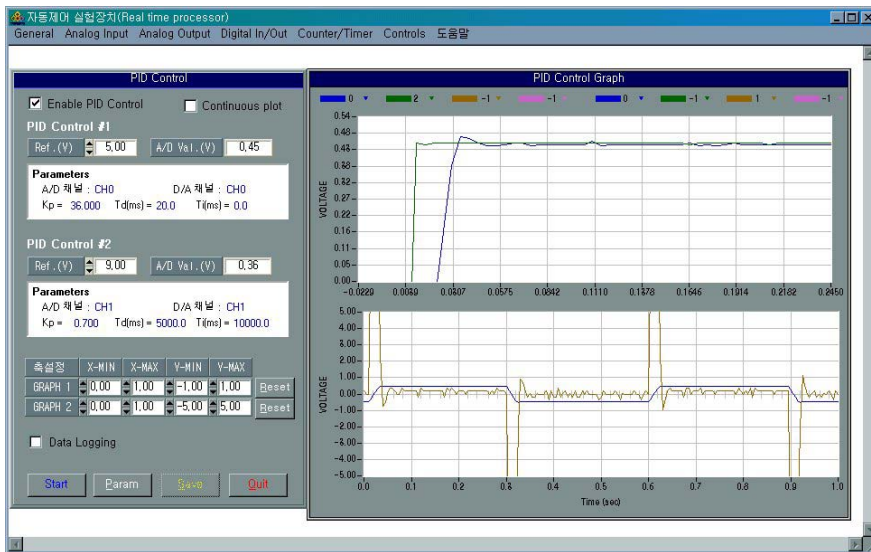 자동제어 실험장치(Real time processor)
General Analog Input Analog Output Digital In/Out Counter/Timer Controls 도움말
PID Control
Enable PID Control Continuous plot
PID Control #1
Ref.(V) 5,00 A/D Val.(V) 0,45
Parameters
A/D 채널 : CH0 D/A 채널 : CH0
Kp = 36.000 Td(ms) = 20.0 Ti(ms) = 0.0
PID Control #2
Ref.(V) 9,00 A/D Val.(V) 0,36
Parameters
A/D 채널 : CH1 D/A 채널 : CH1
Kp = 0.700 Td(ms) = 5000.0 Ti(ms) = 10000.0
축설정 X-MIN X-MAX Y-MIN Y-MAX
GRAPH 1 0,00 1,00 -1,00 1,00 Reset
GRAPH 2 0,00 1,00 -5,00 5,00 Reset
Data Logging
Start Param Save Quit
PID Control Graph
0 2 -1 -1 0 -1 1 -1
0.54
0.48
0.43
0.38
0.32
0.27
0.22
0.16
0.11
0.05
0.00
VOLTAGE
-0.0229 0.0307 0.0575 0.0842 0.1110 0.1378 0.1646 0.1914 0.2182 0.2450
5.00
4.00
3.00
2.00
1.00
0.00
-1.00
-2.00
-3.00
-4.00
-5.00
VOLTAGE
0.0 0.1 0.2 0.3 0.4 0.5 0.6 0.7 0.8 0.9 1.0
Time (sec)